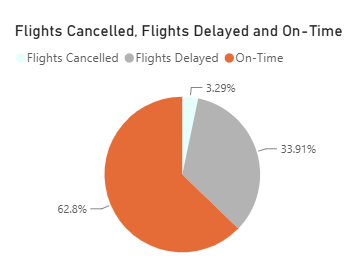 Flights Cancelled, Flights Delayed and On-Time
Flights Cancelled Flights Delayed On-Time
3.29%
33.91%
62.8%